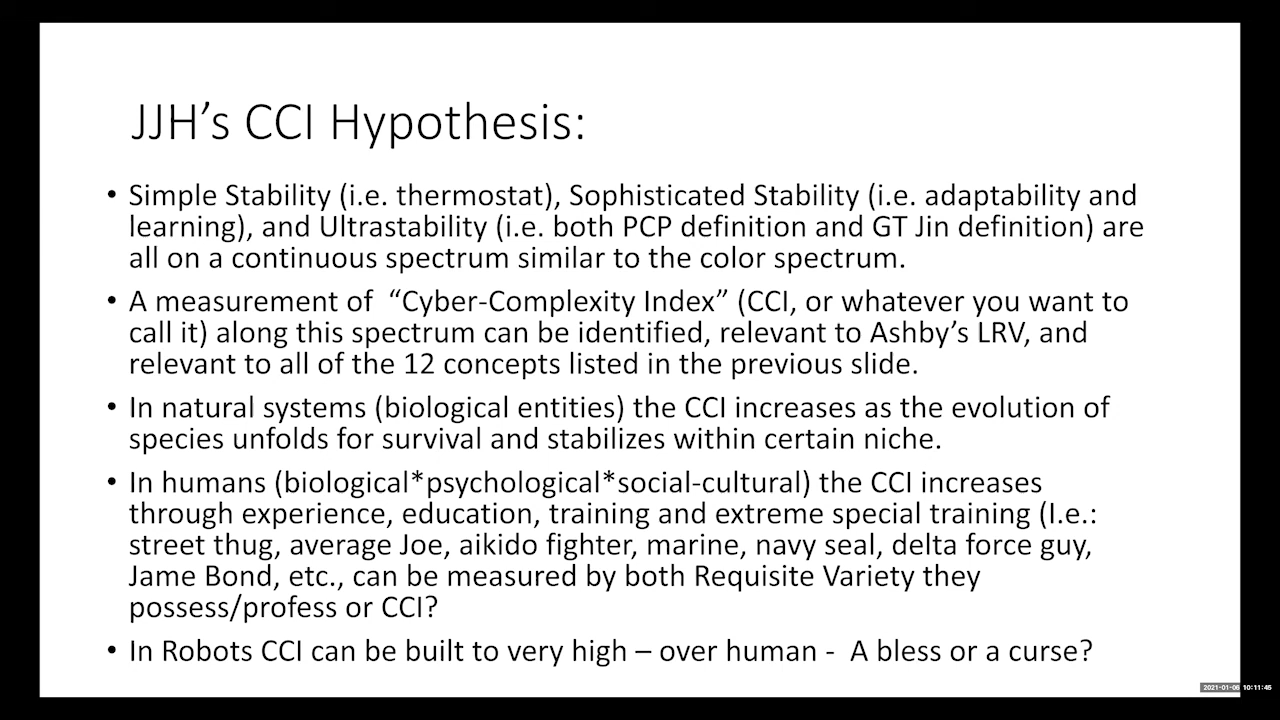 JJH’s CCI Hypothesis:
• Simple Stability (i.e. thermostat), Sophisticated Stability (i.e. adaptability and
learning), and Ultrastability (i.e. both PCP definition and GT Jin definition) are
all on a continuous spectrum similar to the color spectrum.
• A measurement of “Cyber-Complexity Index” (CCI, or whatever you want to
call it) along this spectrum can be identified, relevant to Ashby’s LRV, and
relevant to all of the 12 concepts listed in the previous slide.
• In natural systems (biological entities) the CCI increases as the evolution of
species unfolds for survival and stabilizes within certain niche.
• In humans (biological*psychological*social-cultural) the CCI increases
through experience, education, training and extreme special training (I.e.:
street thug, average Joe, aikido fighter, marine, navy seal, delta force guy,
Jame Bond, etc., can be measured by both Requisite Variety they
possess/profess or CCI?
• In Robots CCI can be built to very high – over human - A bless or a curse?
2021-01-06 10:11:45